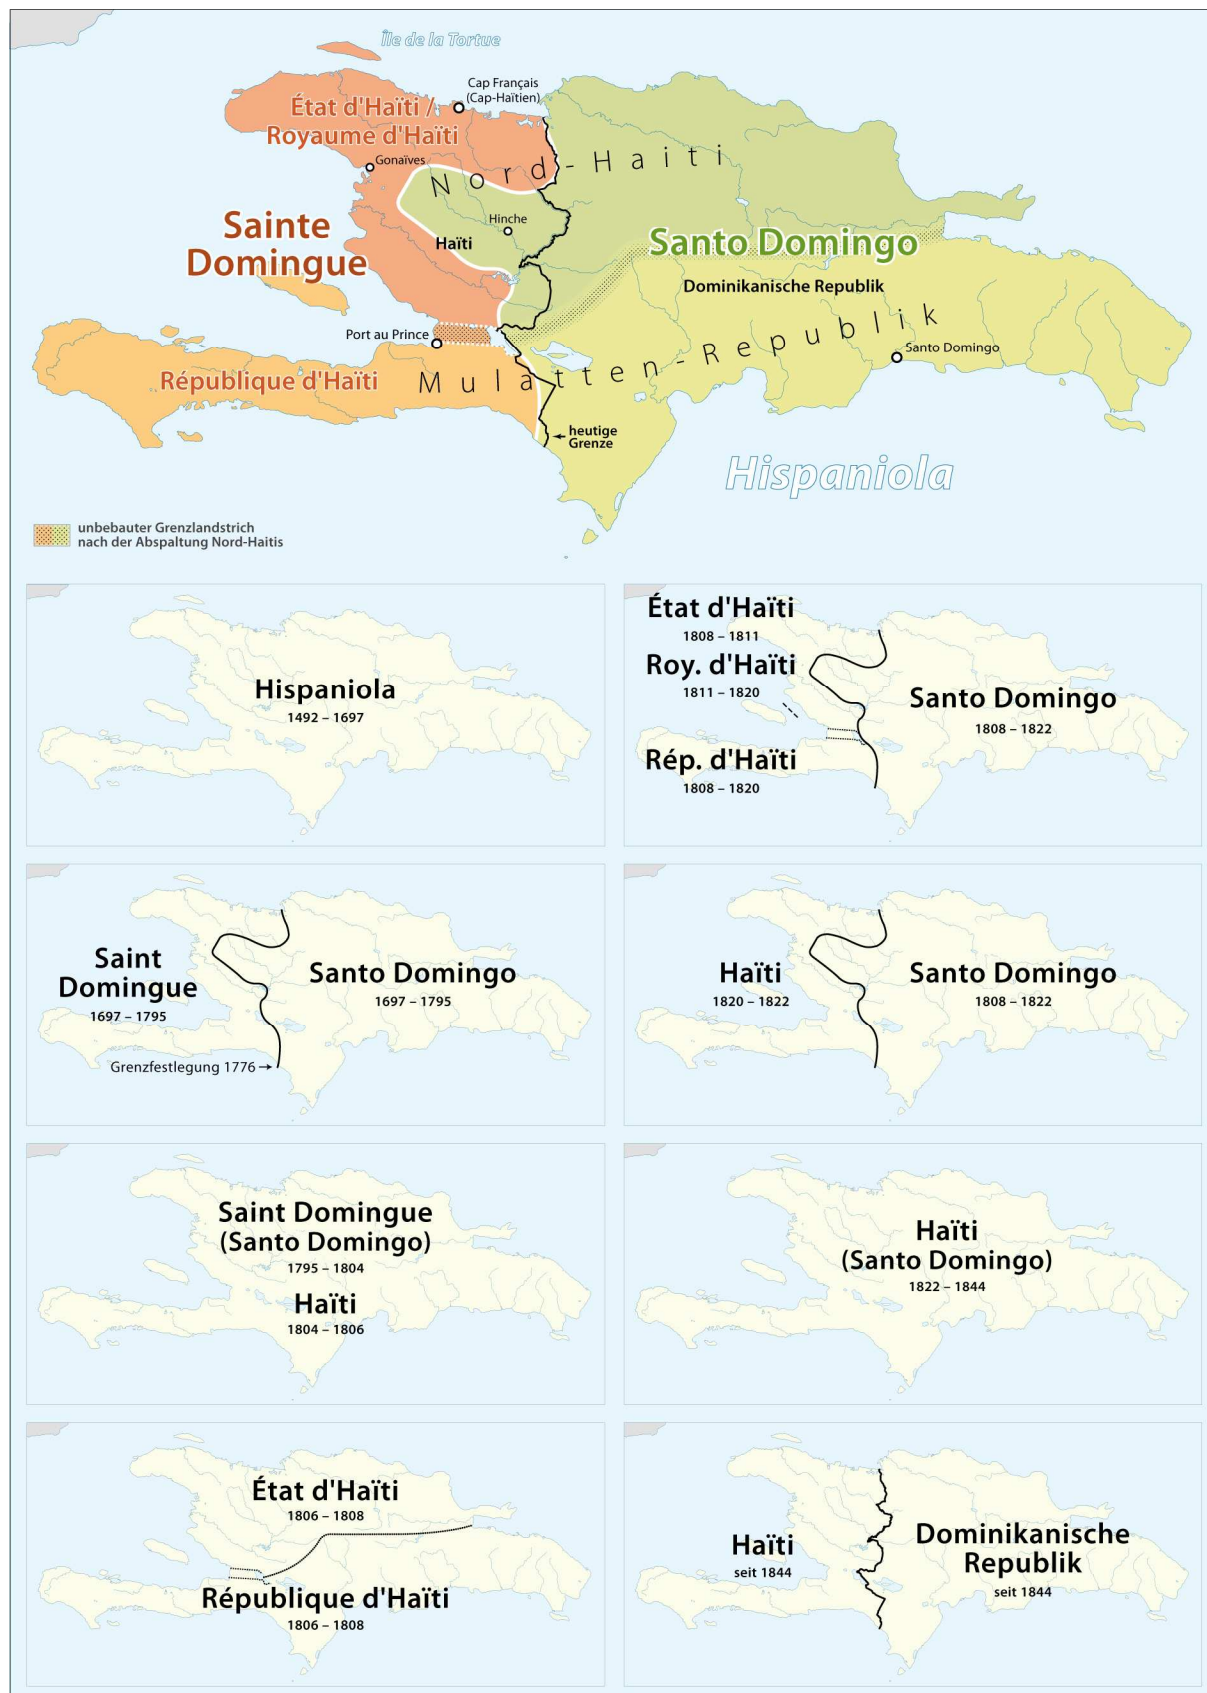 Île de la Tortue
Cap Français
(Cap-Haïtien)
État d'Haïti /
Royaume d'Haïti
Gonaïves
Nord-Haiti
Hinche
Sainte
Domingue
Haïti
Santo Domingo
Dominikanische Republik
Port au Prince
Santo Domingo
République d'Haïti
Mulatten-Republik
heutige
Grenze
Hispaniola
unbebauter Grenzlandstrich
nach der Abspaltung Nord-Haitis
Hispaniola
1492 – 1697
État d'Haïti
1808 – 1811
Roy. d'Haïti
1811 – 1820
Santo Domingo
1808 – 1822
Rép. d'Haïti
1808 – 1820
Saint
Domingue
1697 – 1795
Santo Domingo
1697 – 1795
Grenzfestlegung 1776
Haïti
1820 – 1822
Santo Domingo
1808 – 1822
Saint Domingue
(Santo Domingo)
1795 – 1804
Haïti
1804 – 1806
Haïti
(Santo Domingo)
1822 – 1844
État d'Haïti
1806 – 1808
République d'Haïti
1806 – 1808
Haïti
seit 1844
Dominikanische
Republik
seit 1844